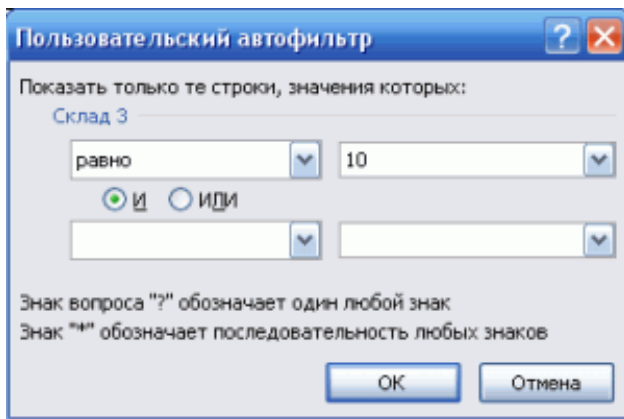 Пользовательский автофильтр
Показать только те строки, значения которых:
Склад 3
равно 10
И ИЛИ
Знак вопроса "?" обозначает один любой знак
Знак "*" обозначает последовательность любых знаков
ОК Отмена